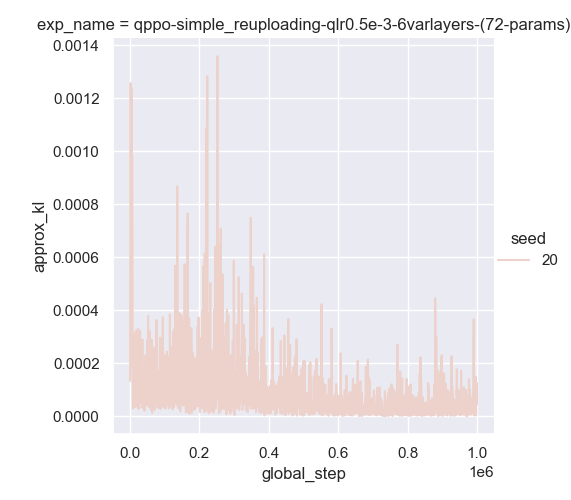 exp_name = qppo-simple_reuploading-qlr0.5e-3-6varlayers-(72-params)
0.0014
0.0012
0.0010
0.0008
0.0006
0.0004
0.0002
0.0000
approx_kl
seed
20
0.0 0.2 0.4 0.6 0.8 1.0
1e6
global_step